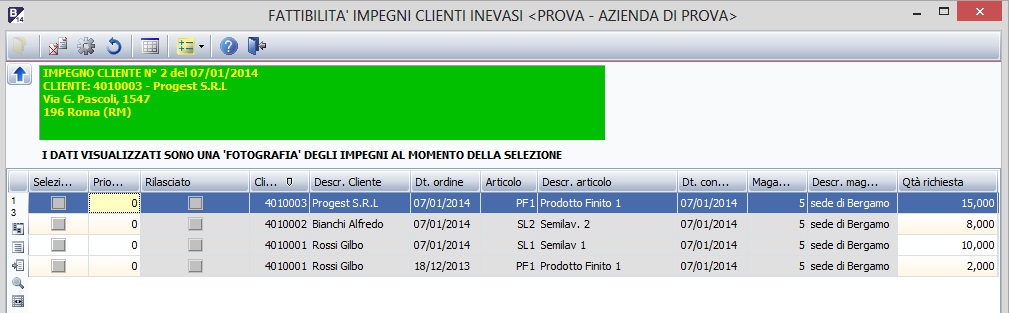 FATTIBILITA' IMPEGNI CLIENTI INEVASI <PROVA - AZIENDA DI PROVA>
IMPEGNO CLIENTE N° 2 del 07/01/2014
CLIENTE: 4010003 - Progest S.R.L
Via G. Pascoli, 1547
196 Roma (RM)
I DATI VISUALIZZATI SONO UNA 'FOTOGRAFIA' DEGLI IMPEGNI AL MOMENTO DELLA SELEZIONE
Selezi... Prio... Rilasciato Cli... Descr. Cliente Dt. ordine Articolo Descr. articolo Dt. con... Maga... Descr. mag... Qtà richiesta
1 0 4010003 Progest S.R.L 07/01/2014 PF1 Prodotto Finito 1 07/01/2014 5 sede di Bergamo 15,000
3 0 4010002 Bianchi Alfredo 07/01/2014 SL2 Semilav. 2 07/01/2014 5 sede di Bergamo 8,000
0 4010001 Rossi Gilbo 07/01/2014 SL1 Semilav 1 07/01/2014 5 sede di Bergamo 10,000
0 4010001 Rossi Gilbo 18/12/2013 PF1 Prodotto Finito 1 07/01/2014 5 sede di Bergamo 2,000